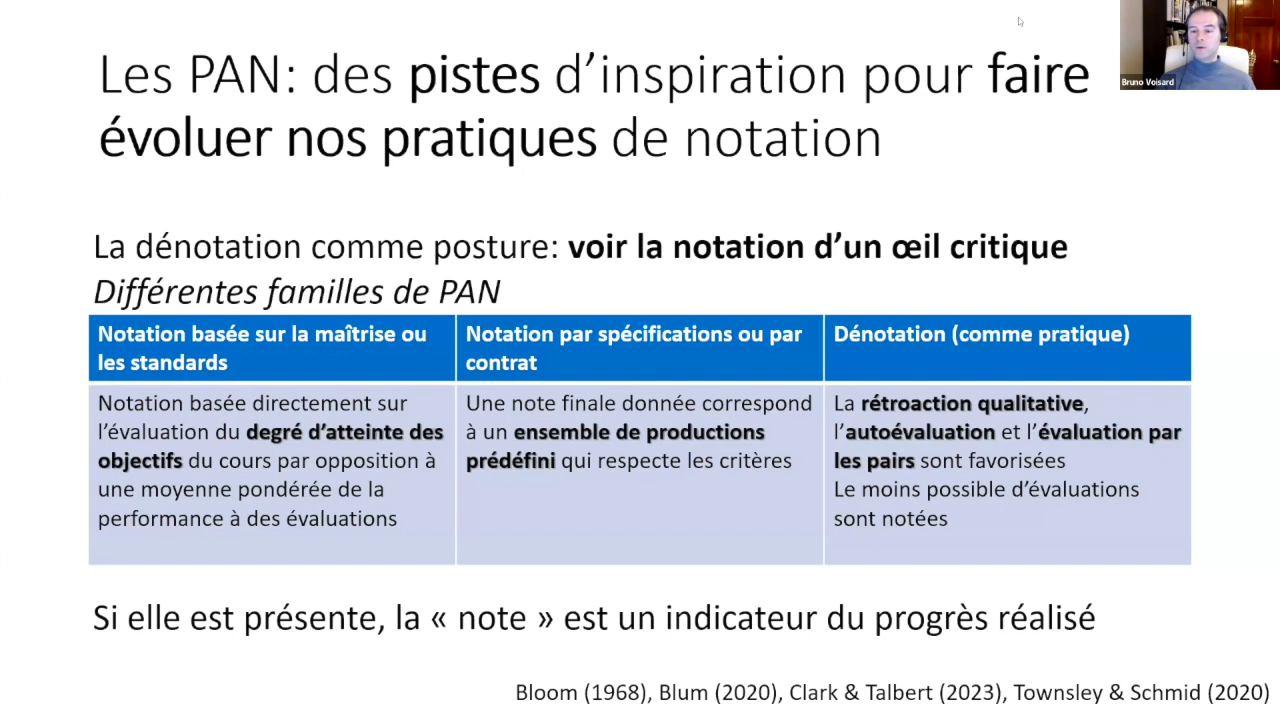 Les PAN: des pistes d’inspiration pour faire
évoluer nos pratiques de notation
Bruno Voisard
La dénotation comme posture: voir la notation d’un œil critique
Différentes familles de PAN
Notation basée sur la maîtrise ou
les standards
Notation par spécifications ou par
contrat
Dénotation (comme pratique)
Notation basée directement sur
l’évaluation du degré d’atteinte des
objectifs du cours par opposition à
une moyenne pondérée de la
performance à des évaluations
Une note finale donnée correspond
à un ensemble de productions
prédéfini qui respecte les critères
La rétroaction qualitative,
l’autoévaluation et l’évaluation par
les pairs sont favorisées
Le moins possible d’évaluations
sont notées
Si elle est présente, la « note » est un indicateur du progrès réalisé
Bloom (1968), Blum (2020), Clark & Talbert (2023), Townsley & Schmid (2020)